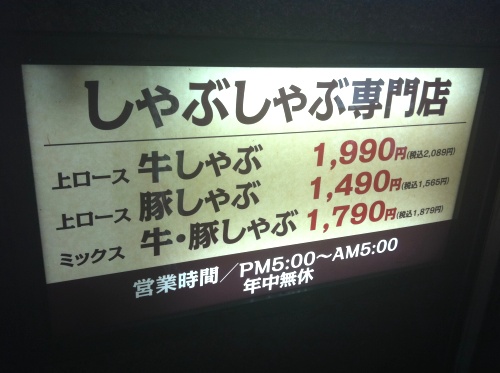 しゃぶしゃぶ専門店
上ロース 牛しゃぶ 1,990円(税込2,089円)
上ロース 豚しゃぶ 1,490円(税込1,565円)
ミックス 牛・豚しゃぶ 1,790円(税込1,879円)
営業時間/PM5:00〜AM5:00
年中無休